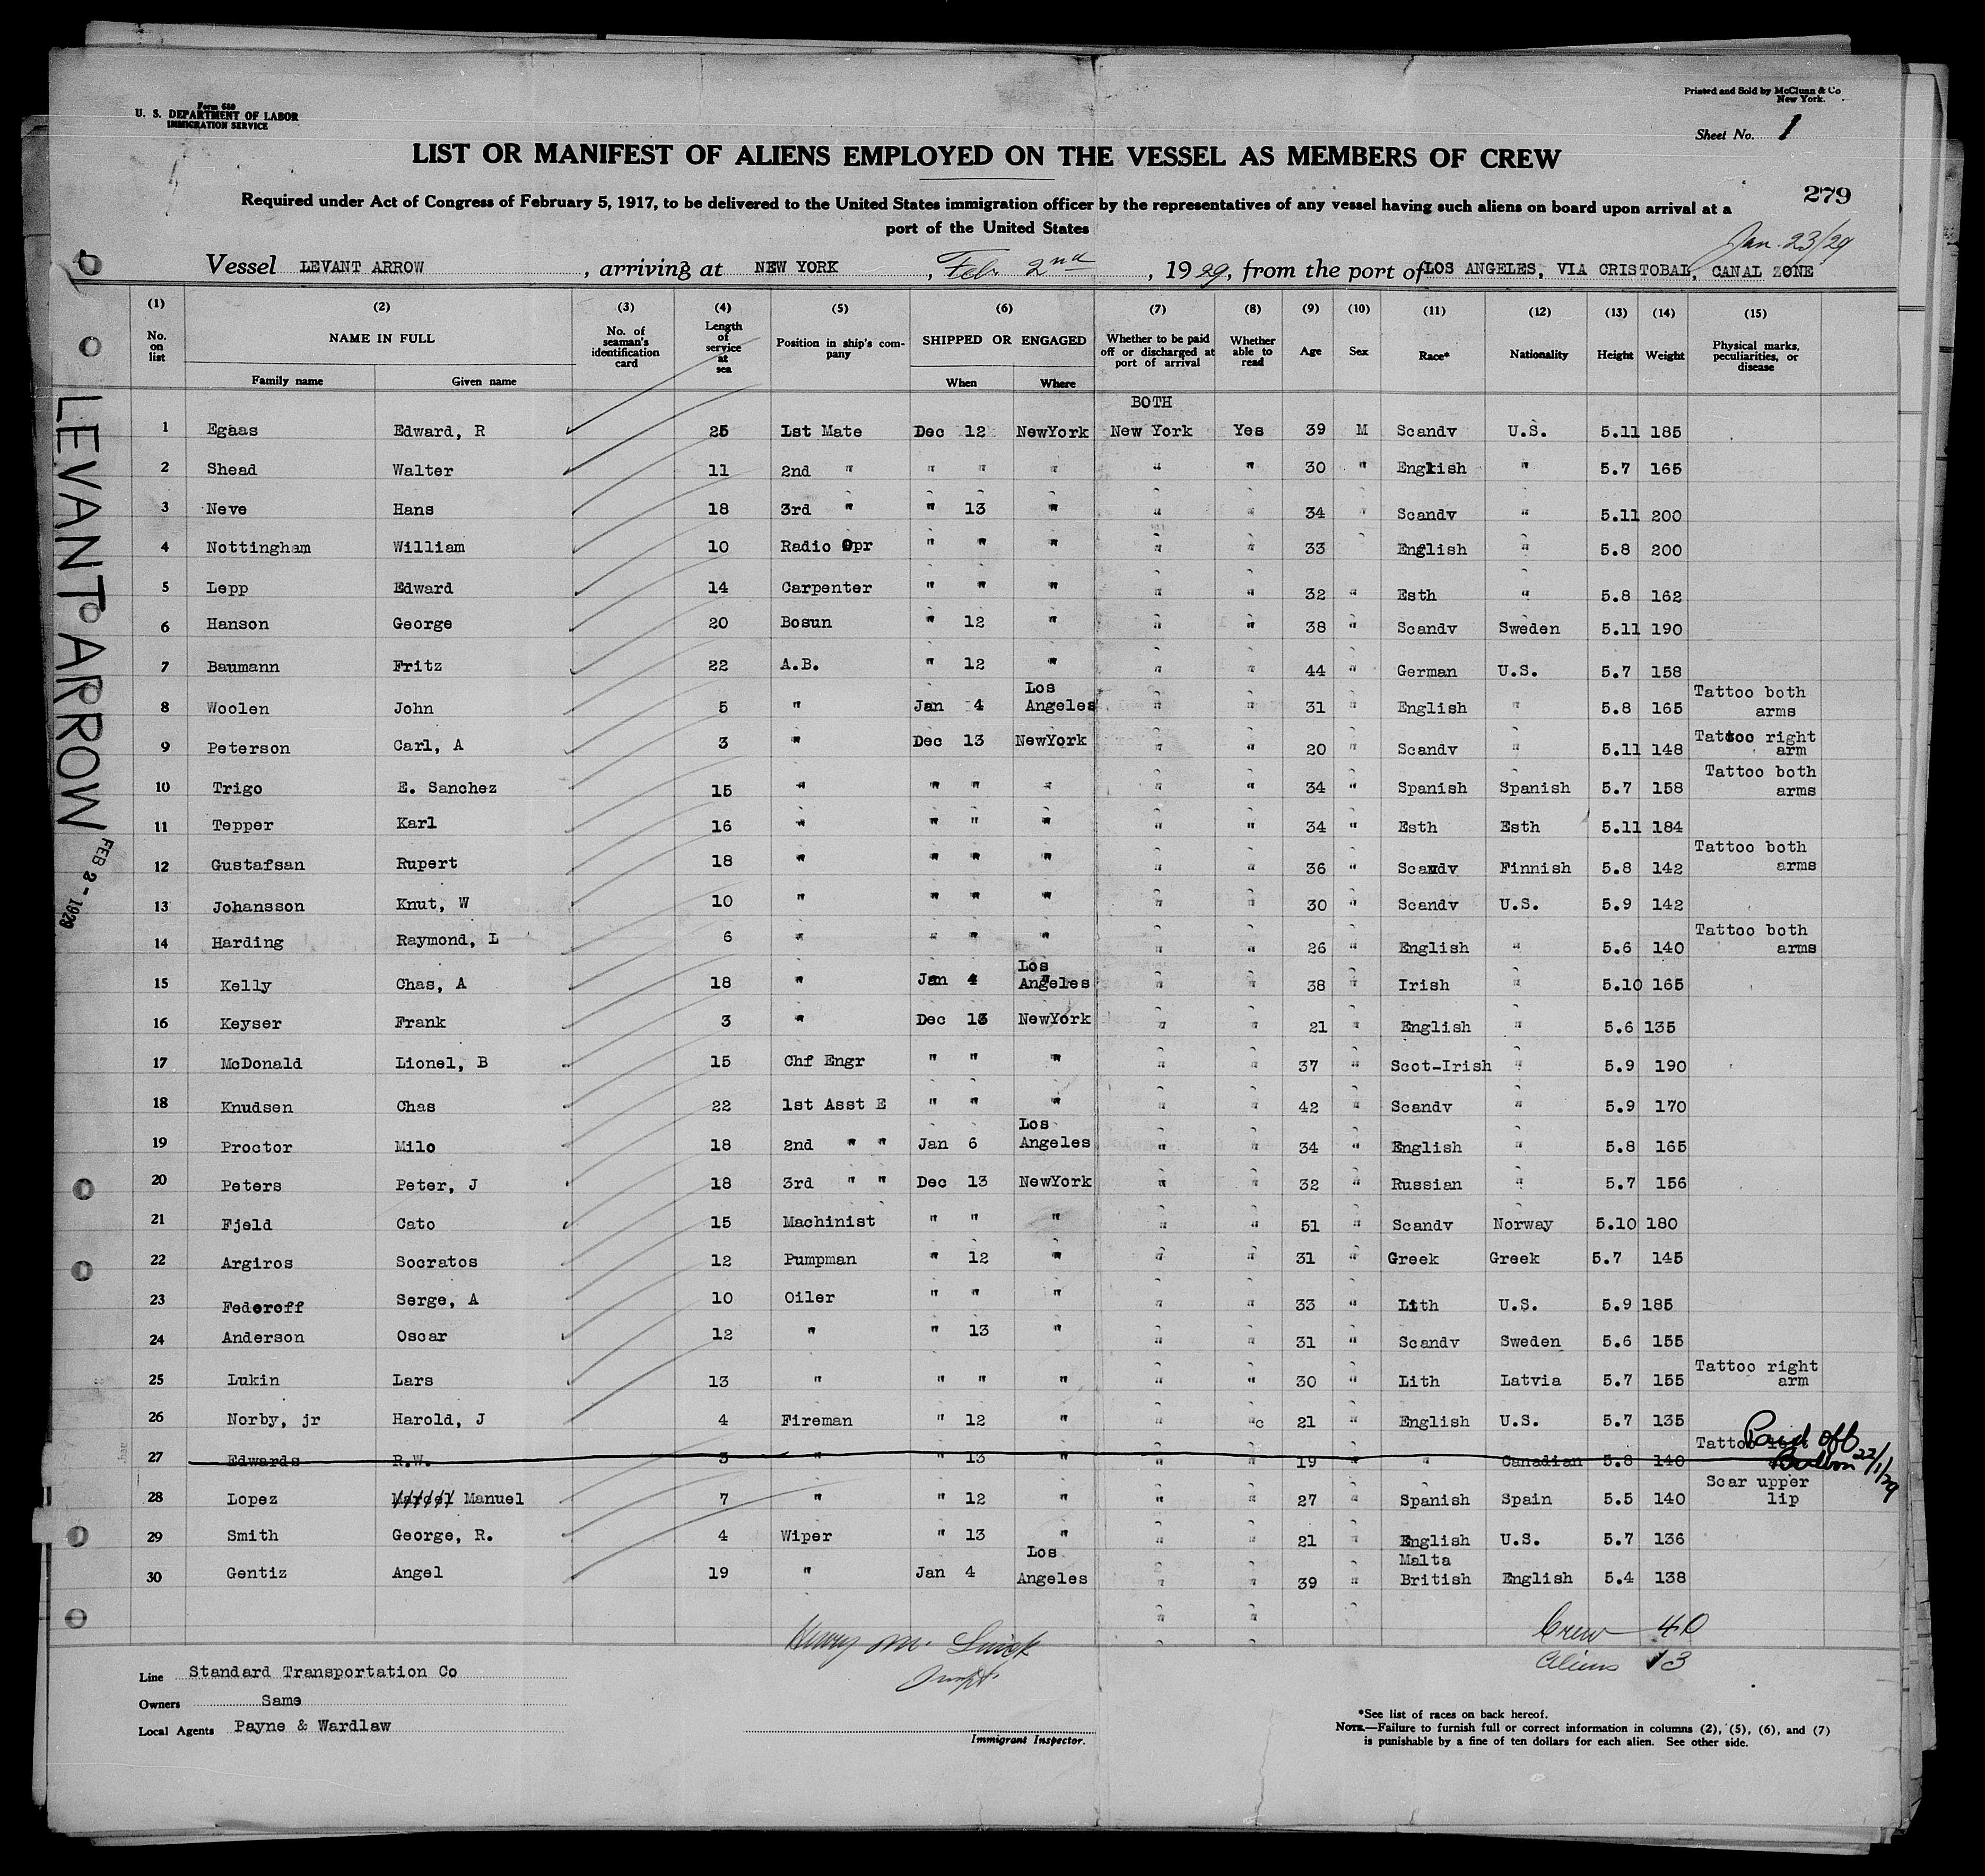 Form 680
U. S. DEPARTMENT OF LABOR
IMMIGRATION SERVICE
Printed and Sold by McClunn & Co
New York.
Sheet No. 1
LIST OR MANIFEST OF ALIENS EMPLOYED ON THE VESSEL AS MEMBERS OF CREW
279
Required under Act of Congress of February 5, 1917, to be delivered to the United States immigration officer by the representatives of any vessel having such aliens on board upon arrival at a
port of the United States
Jan. 23/29
Vessel LEVANT ARROW, arriving at NEW YORK, Feb. 2nd, 1929, from the port of LOS ANGELES, VIA CRISTOBAL, CANAL ZONE
(1) (2) (3) (4) (5) (6) (7) (8) (9) (10) (11) (12) (13) (14) (15)
No. on list NAME IN FULL No. of seaman's identification card Length of service at sea Position in ship's company SHIPPED OR ENGAGED Whether to be paid off or discharged at port of arrival Whether able to read Age Sex Race* Nationality Height Weight Physical marks, peculiarities, or disease
Family name Given name When Where
BOTH
1 Egaas Edward, R 25 1st Mate Dec 12 NewYork New York Yes 39 M Scandv U.S. 5.11 185
2 Shead Walter 11 2nd " " " " " " 30 " English " 5.7 165
3 Neve Hans 18 3rd " " 13 " " " 34 " Scandv " 5.11 200
4 Nottingham William 10 Radio Opr " " " " " 33 English " 5.8 200
5 Lepp Edward 14 Carpenter " " " " " 32 " Esth " 5.8 162
6 Hanson George 20 Bosun " 12 " " " 38 " Scandv Sweden 5.11 190
7 Baumann Fritz 22 A.B. " 12 " " " 44 " German U.S. 5.7 158
8 Woolen John 5 " Jan 4 Los Angeles " " 31 " English " 5.8 165 Tattoo both arms
9 Peterson Carl, A 3 " Dec 13 NewYork " " 20 " Scandv " 5.11 148 Tattoo right arm
10 Trigo E. Sanchez 15 " " " " " " 34 " Spanish Spanish 5.7 158 Tattoo both arms
11 Tepper Karl 16 " " " " " " 34 " Esth Esth 5.11 184
12 Gustafsan Rupert 18 " " " " " " 36 " Scandv Finnish 5.8 142 Tattoo both arms
13 Johansson Knut, W 10 " " " " " " 30 " Scandv U.S. 5.9 142
14 Harding Raymond, L 6 " " " " " " 26 " English " 5.6 140 Tattoo both arms
15 Kelly Chas, A 18 " Jan 4 Los Angeles " " 38 " Irish " 5.10 165
16 Keyser Frank 3 " Dec 13 NewYork " " 21 " English " 5.6 135
17 McDonald Lionel, B 15 Chf Engr " " " " " 37 " Scot-Irish " 5.9 190
18 Knudsen Chas 22 1st Asst E " " " " " 42 " Scandv " 5.9 170
19 Proctor Milo 18 2nd " " Jan 6 Los Angeles " " 34 " English " 5.8 165
20 Peters Peter, J 18 3rd " " Dec 13 NewYork " " 32 " Russian " 5.7 156
21 Fjeld Cato 15 Machinist " " " " " 51 " Scandv Norway 5.10 180
22 Argiros Socratos 12 Pumpman " 12 " " " 31 " Greek Greek 5.7 145
23 Federoff Serge, A 10 Oiler " " " " " 33 " Lith U.S. 5.9 185
24 Anderson Oscar 12 " " 13 " " " 31 " Scandv Sweden 5.6 155
25 Lukin Lars 13 " " " " " " 30 " Lith Latvia 5.7 155 Tattoo right arm
26 Norby, jr Harold, J 4 Fireman " 12 " " " 21 " English U.S. 5.7 135
27 Edwards R.W. 3 " " 13 " " " 19 " " Canadian 5.8 140 Tattoo Paid off Balboa 22/1/29
28 Lopez Marcel Manuel 7 " " 12 " " " 27 " Spanish Spain 5.5 140 Scar upper lip
29 Smith George, R. 4 Wiper " 13 " " " 21 " English U.S. 5.7 136
30 Gentiz Angel 19 " Jan 4 Los Angeles " " 39 " Malta British English 5.4 138
" "
Crew 40
Aliens 13
Henry M.
Inspt
Line Standard Transportation Co
Owners Same
Local Agents Payne & Wardlaw
Immigrant Inspector.
*See list of races on back hereof.
NOTE.—Failure to furnish full or correct information in columns (2), (5), (6), and (7)
is punishable by a fine of ten dollars for each alien. See other side.
LEVANT ARROW
FEB 2 - 1929